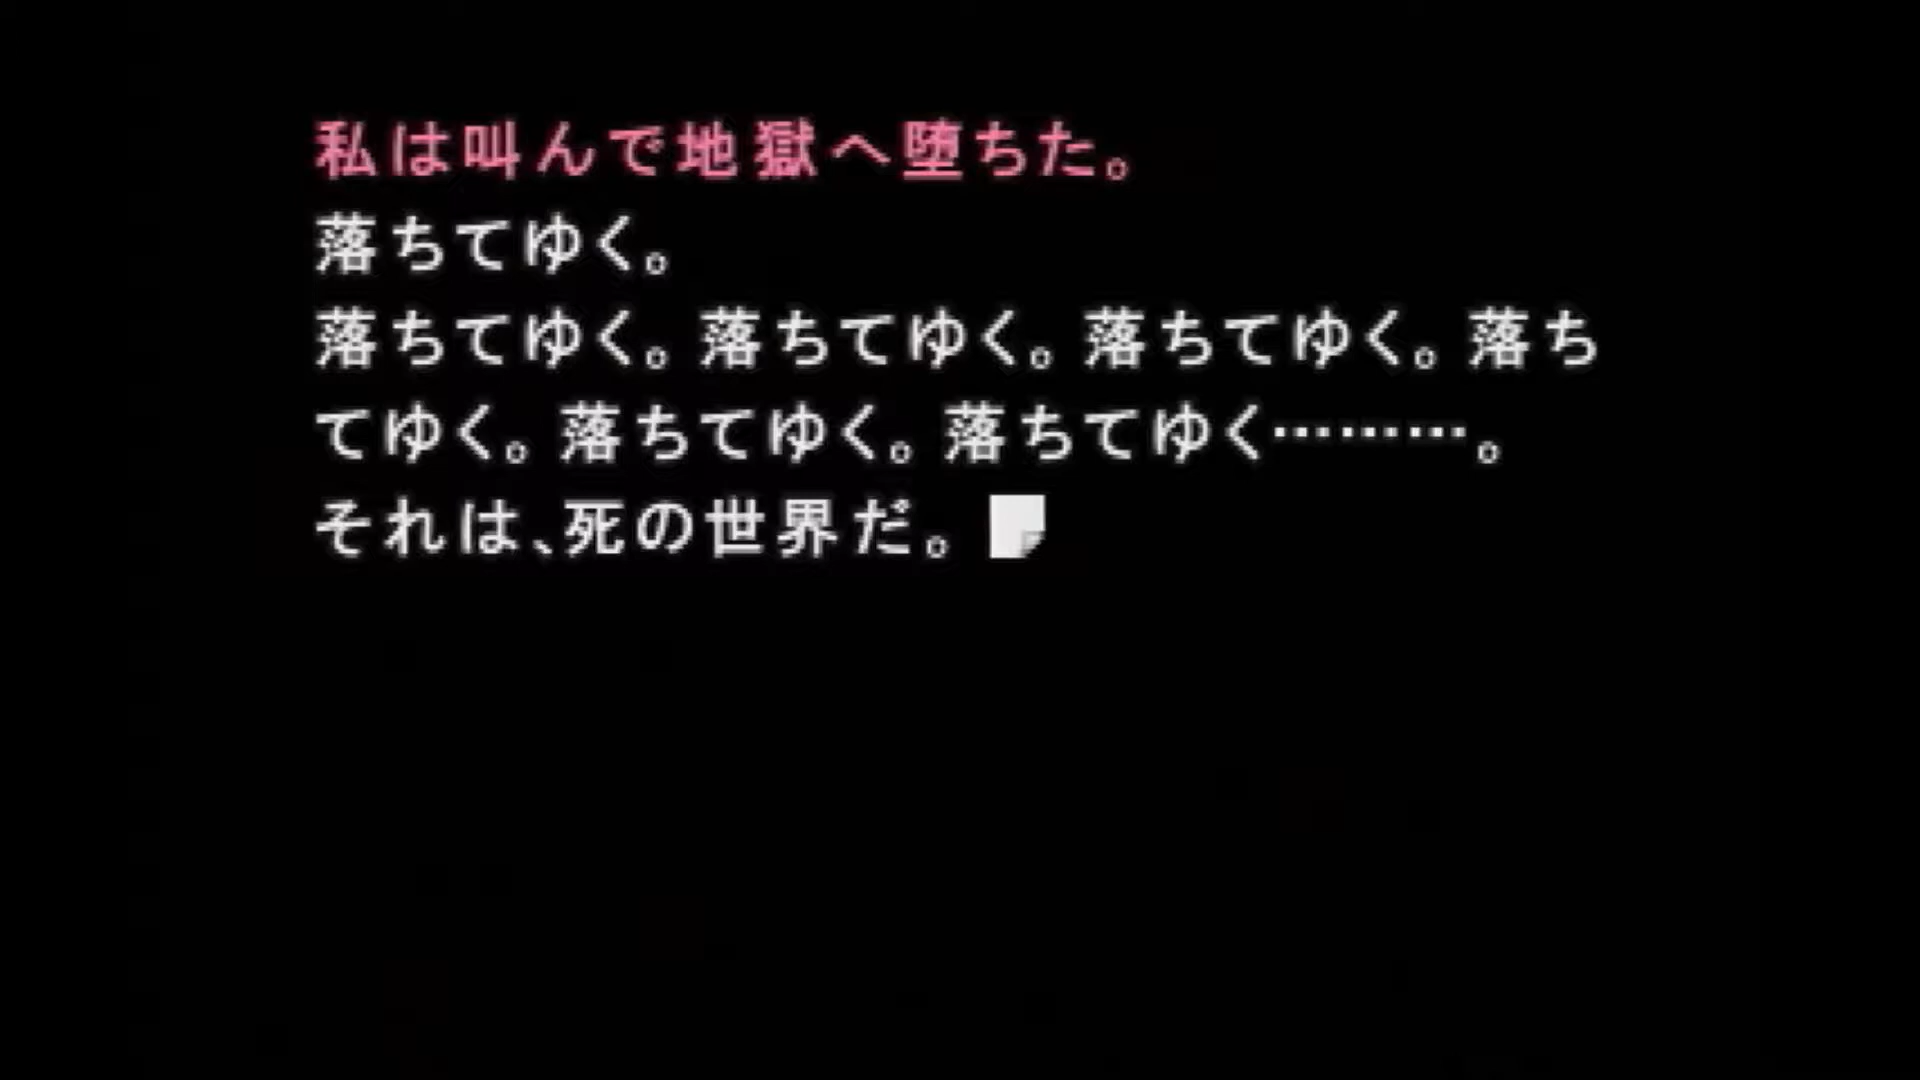 私は叫んで地獄へ堕ちた。
落ちてゆく。
落ちてゆく。落ちてゆく。落ちてゆく。落ち
てゆく。落ちてゆく。落ちてゆく………。
それは、死の世界だ。